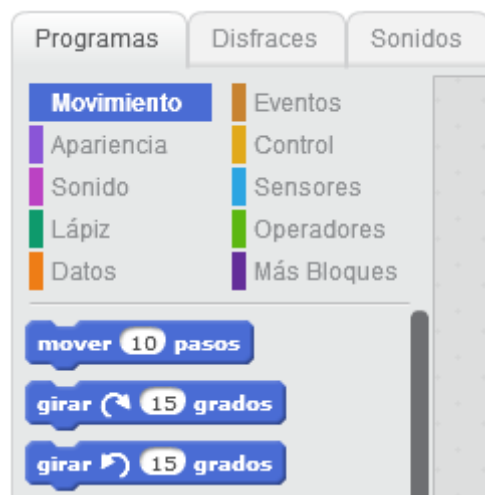 Programas Disfraces Sonidos
Movimiento Eventos
Apariencia Control
Sonido Sensores
Lápiz Operadores
Datos Más Bloques
mover 10 pasos
girar 15 grados
girar 15 grados